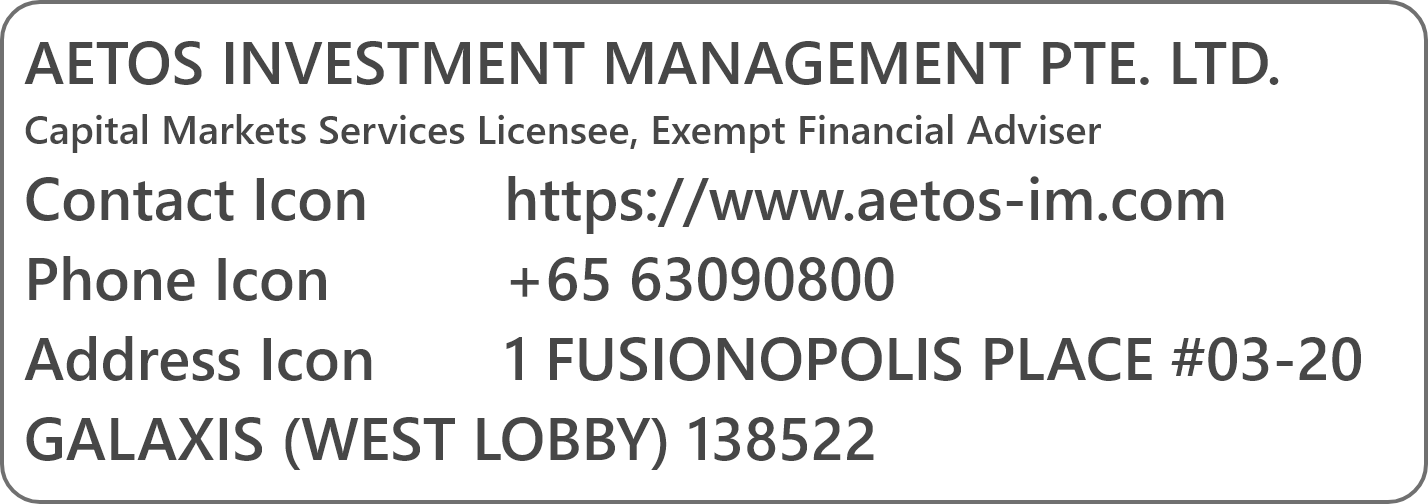 AETOS INVESTMENT MANAGEMENT PTE. LTD.
Capital Markets Services Licensee, Exempt Financial Adviser
Contact Icon https://www.aetos-im.com
Phone Icon +65 63090800
Address Icon 1 FUSIONOPOLIS PLACE #03-20
GALAXIS (WEST LOBBY) 138522